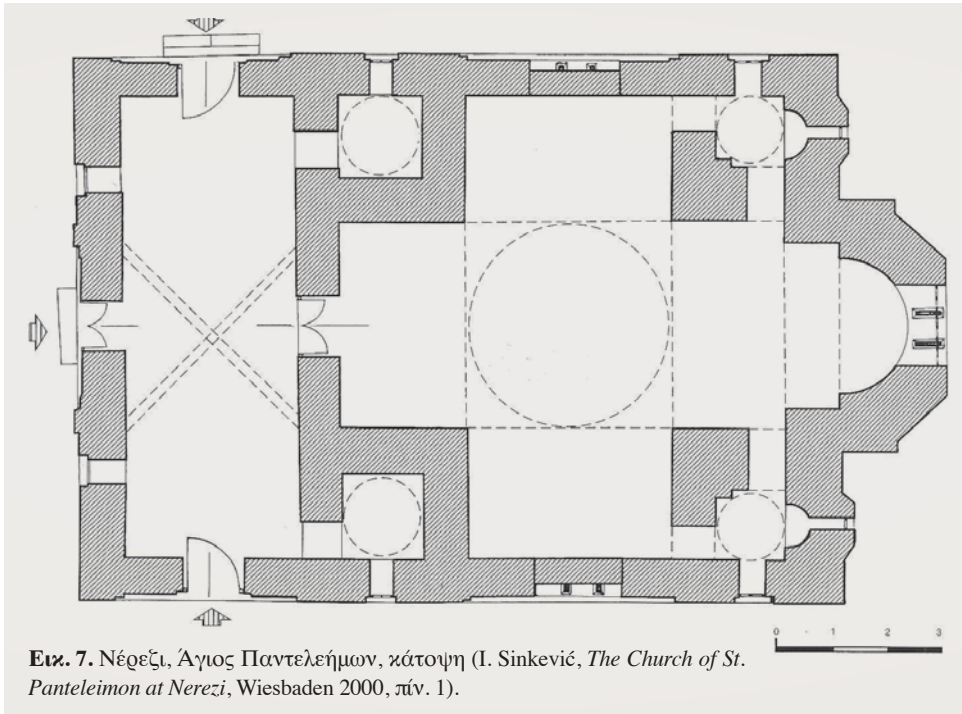 0 1 2 3
Εικ. 7. Νέρεζι, Άγιος Παντελεήμων, κάτοψη (I. Sinkević, The Church of St.
Panteleimon at Nerezi, Wiesbaden 2000, πίν. 1).